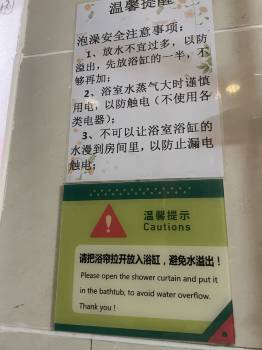 温馨提醒
泡澡安全注意事项：
1、放水不宜过多，以防
溢出，先放浴缸的一半，不
够再加；
2、浴室水蒸气大时谨慎
用电，以防触电（不使用各
类电器）；
3、不可以让浴室浴缸的
水漫到房间里，以防止漏电
触电；
温馨提示
Cautions
请把浴帘拉开放入浴缸，避免水溢出！
Please open the shower curtain and put it
in the bathtub, to avoid water overflow.
Thank you !